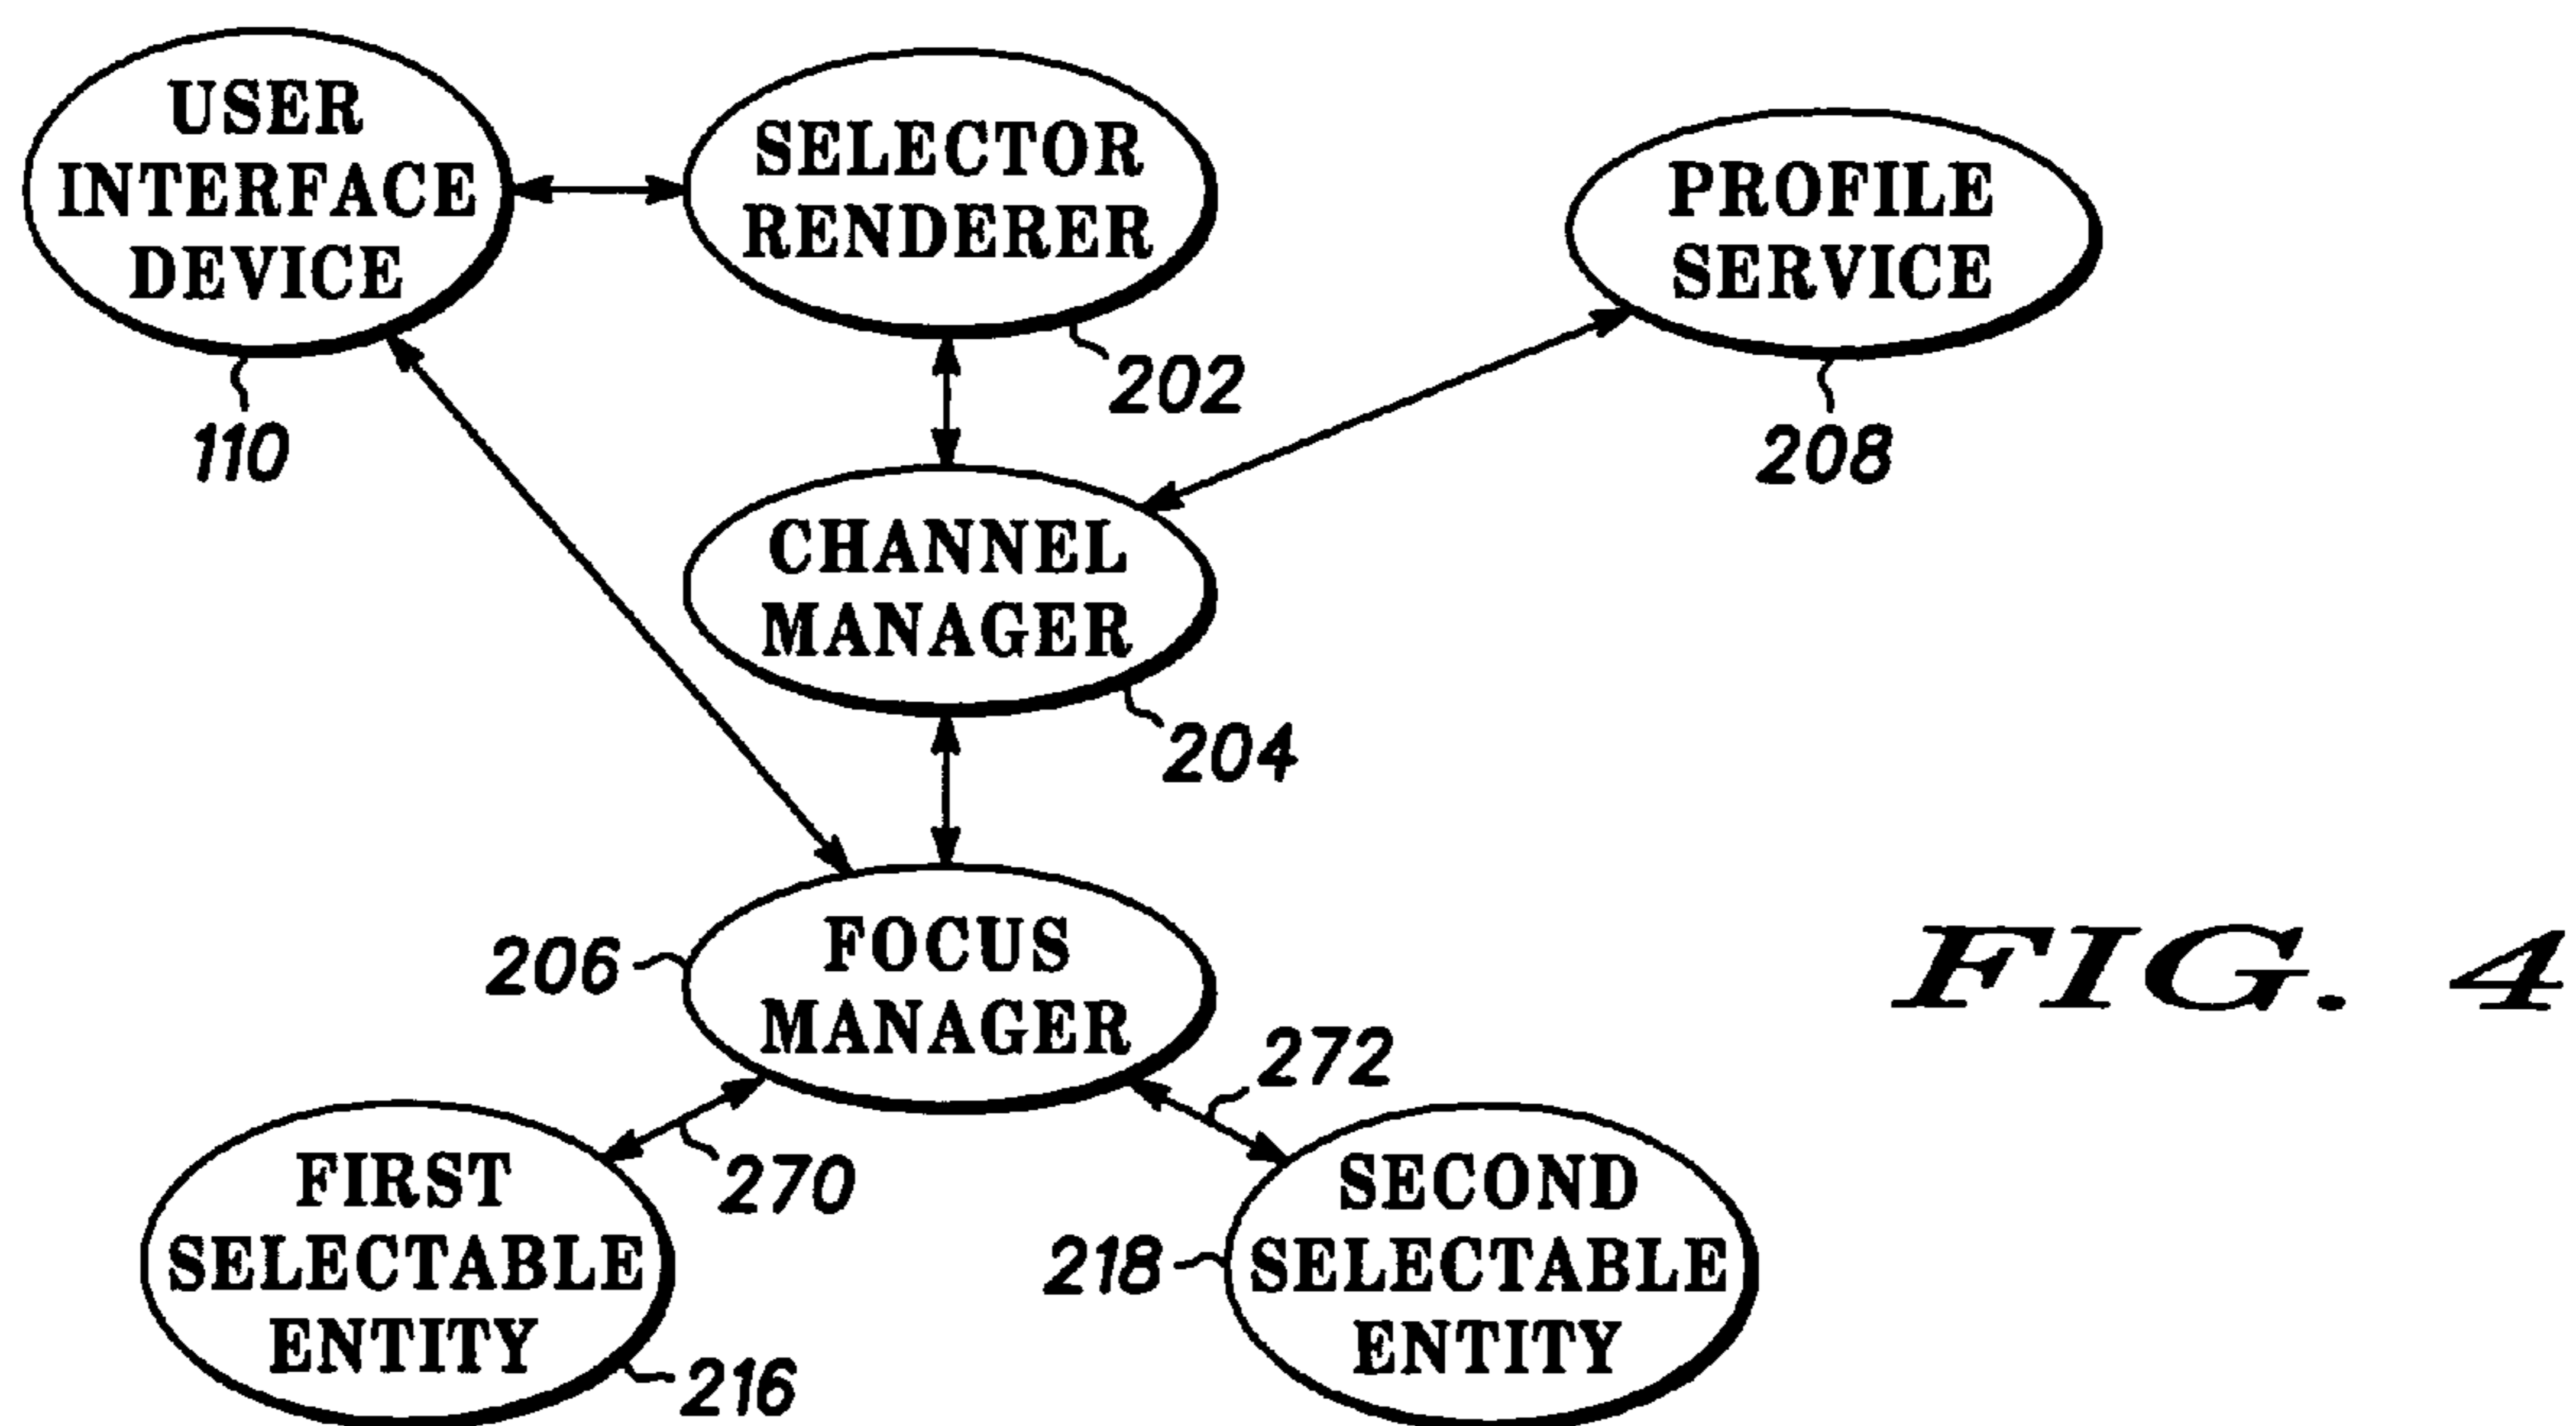 USER
INTERFACE
DEVICE
110
SELECTOR
RENDERER
202
PROFILE
SERVICE
208
CHANNEL
MANAGER
204
FOCUS
MANAGER
206
272
270
FIRST
SELECTABLE
ENTITY
216
SECOND
SELECTABLE
ENTITY
218
FIG. 4